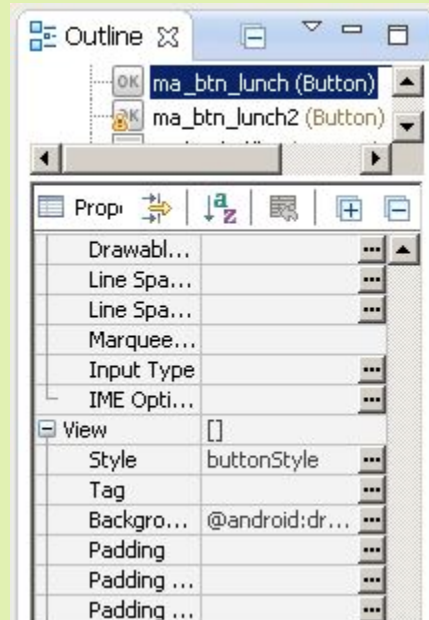 Outline
OK ma_btn_lunch (Button)
ma_btn_lunch2 (Button)
Prop
Drawabl...
Line Spa...
Line Spa...
Marquee...
Input Type
IME Opti...
View []
Style buttonStyle
Tag
Backgro... @android:dr...
Padding
Padding ...
Padding ...